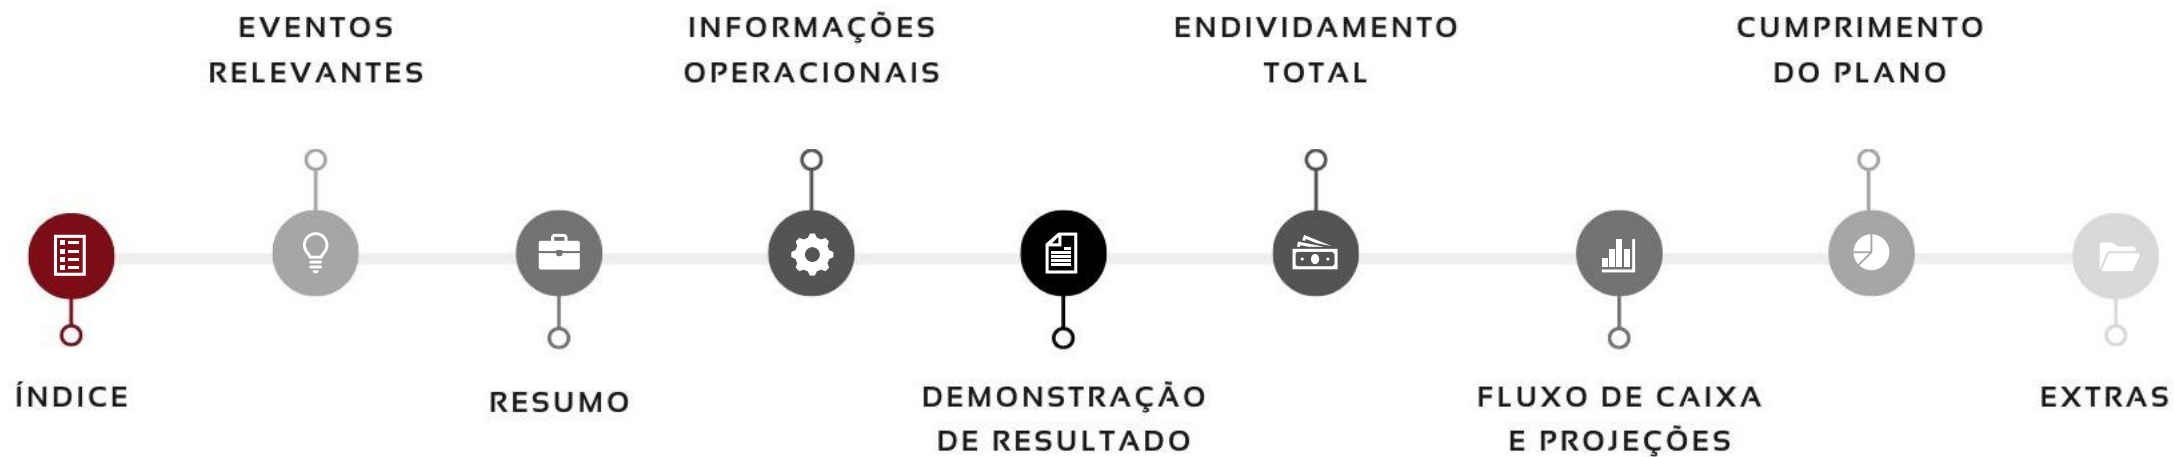 EVENTOS
RELEVANTES
INFORMAÇÕES
OPERACIONAIS
ENDIVIDAMENTO
TOTAL
CUMPRIMENTO
DO PLANO
ÍNDICE
RESUMO
DEMONSTRAÇÃO
DE RESULTADO
FLUXO DE CAIXA
E PROJEÇÕES
EXTRAS